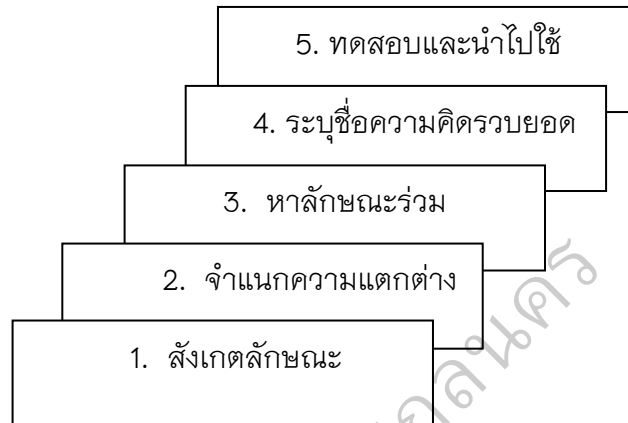 5. ทดสอบและนำไปใช้
4. ระบุชื่อความคิดรวบยอด
3. หาลักษณะร่วม
2. จำแนกความแตกต่าง
1. สังเกตลักษณะ